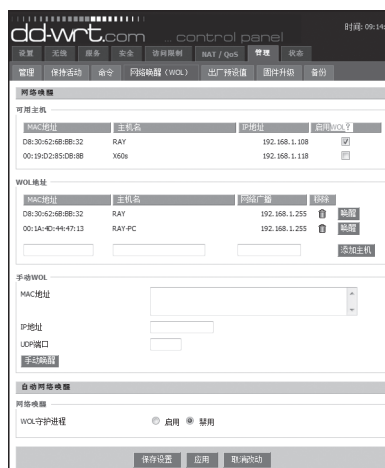 dd-wrt.com ... control panel
时间: 09:14:
设置 无线 服务 安全 访问限制 NAT / QoS 管理 状态
管理 保持活动 命令 网络唤醒（WOL） 出厂预设值 固件升级 备份
网络唤醒
可用主机
MAC地址 主机名 IP地址 启用WOL?
D8:30:62:6B:BB:32 RAY 192.168.1.108
00:19:D2:85:DB:8B X60s 192.168.1.118
WOL地址
MAC地址 主机名 网络广播 移除
D8:30:62:6B:BB:32 RAY 192.168.1.255 唤醒
00:1A:4D:44:47:13 RAY-PC 192.168.1.255 唤醒
添加主机
手动WOL
MAC地址
IP地址
UDP端口
手动唤醒
自动网络唤醒
网络唤醒
WOL守护进程 启用 禁用
保存设置 应用 取消改动